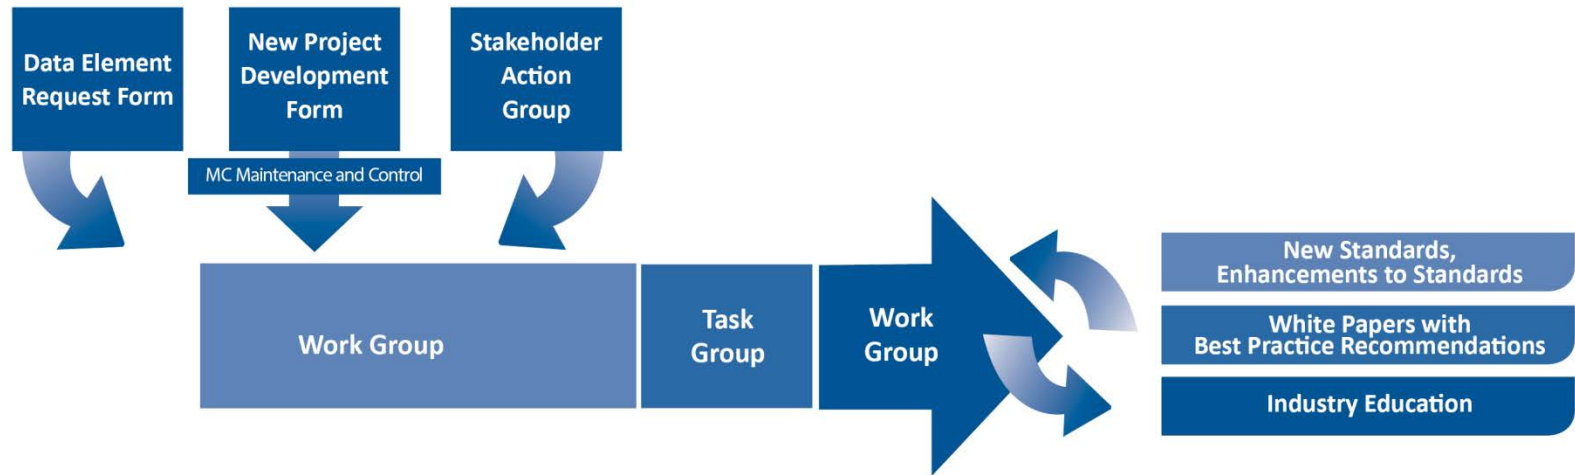 Data Element
Request Form
New Project
Development
Form
Stakeholder
Action
Group
MC Maintenance and Control
Work Group
Task
Group
Work
Group
New Standards,
Enhancements to Standards
White Papers with
Best Practice Recommendations
Industry Education